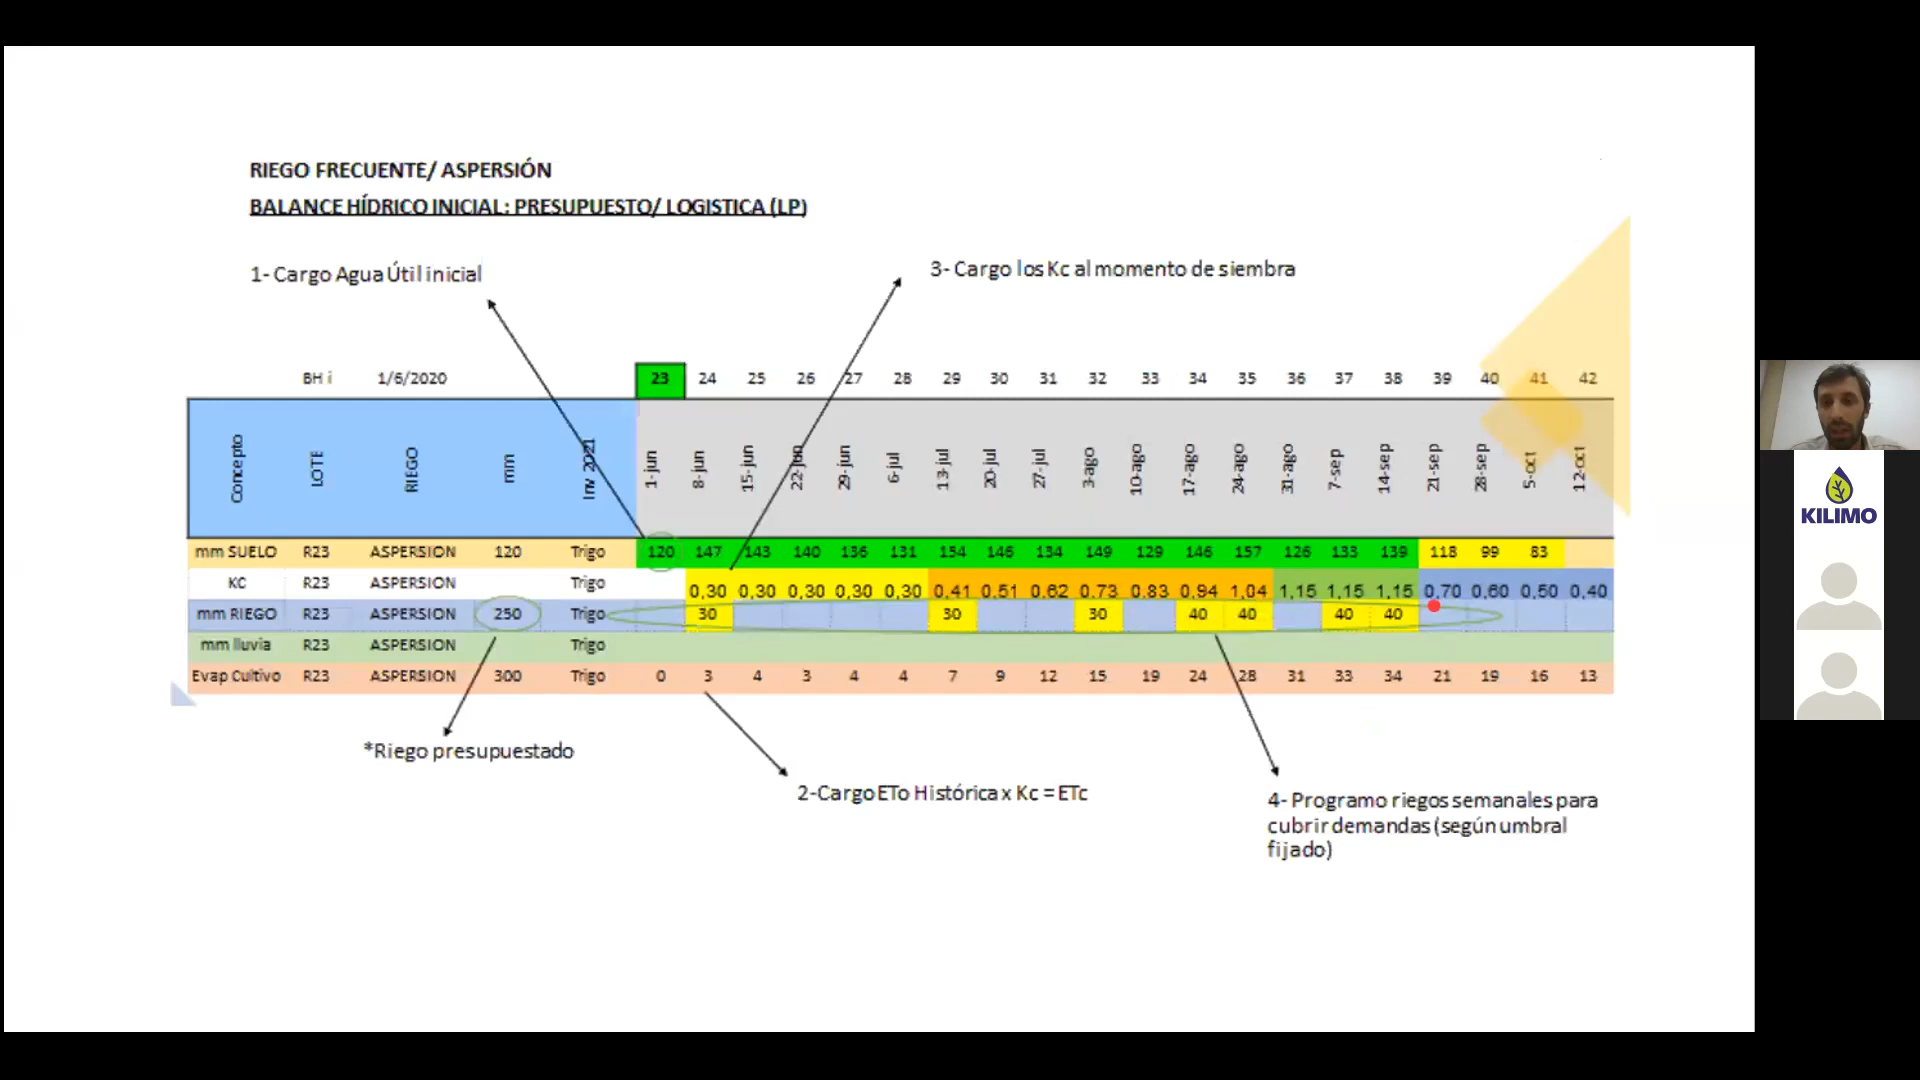 RIEGO FRECUENTE/ ASPERSIÓN
BALANCE HÍDRICO INICIAL: PRESUPUESTO/ LOGISTICA (LP)
1- Cargo Agua Útil inicial
3- Cargo los Kc al momento de siembra
BH i 1/6/2020 23 24 25 26 27 28 29 30 31 32 33 34 35 36 37 38 39 40 41 42
Concepto LOTE RIEGO mm Inv 2021 1-jun 8-jun 15-jun 22-jun 29-jun 6-jul 13-jul 20-jul 27-jul 3-ago 10-ago 17-ago 24-ago 31-ago 7-sep 14-sep 21-sep 28-sep 5-oct 12-oct
mm SUELO R23 ASPERSION 120 Trigo 120 147 143 140 136 131 154 146 134 149 129 146 157 126 133 139 118 99 83
KC R23 ASPERSION Trigo 0,30 0,30 0,30 0,30 0,30 0,41 0,51 0,62 0,73 0,83 0,94 1,04 1,15 1,15 1,15 0,70 0,60 0,50 0,40
mm RIEGO R23 ASPERSION 250 Trigo 30 30 30 40 40 40 40
mm lluvia R23 ASPERSION Trigo
Evap Cultivo R23 ASPERSION 300 Trigo 0 3 4 3 4 4 7 9 12 15 19 24 28 31 33 34 21 19 16 13
*Riego presupuestado
2-Cargo ETo Histórica x Kc = ETc
4- Programo riegos semanales para
cubrir demandas (según umbral
fijado)
KILIMO